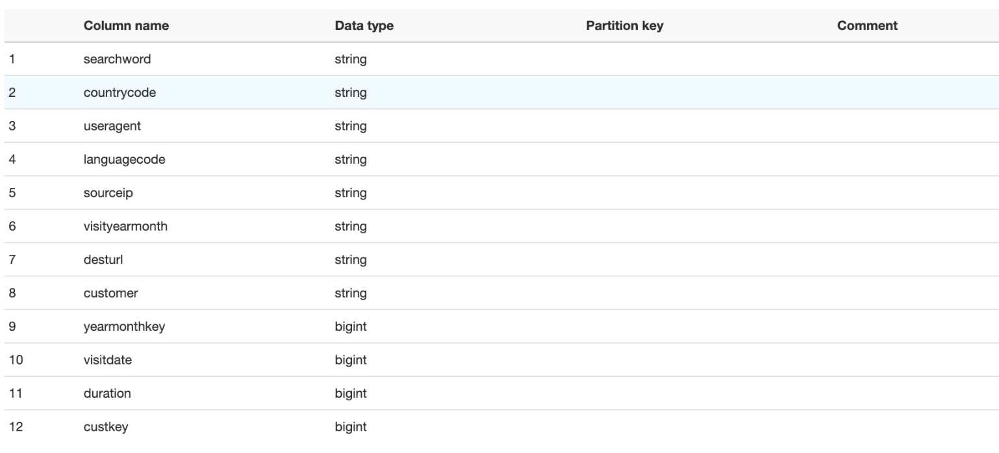 Column name Data type Partition key Comment
1 searchword string
2 countrycode string
3 useragent string
4 languagecode string
5 sourceip string
6 visityearmonth string
7 desturl string
8 customer string
9 yearmonthkey bigint
10 visitdate bigint
11 duration bigint
12 custkey bigint